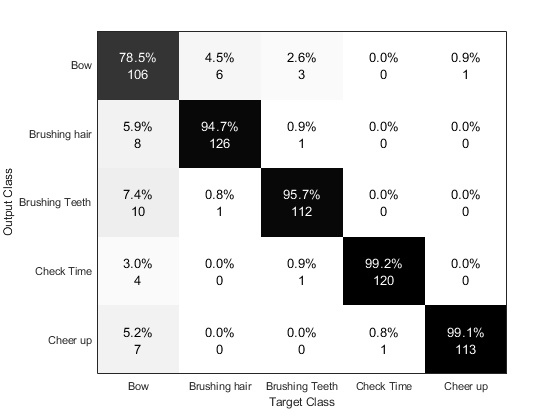 Output Class
Bow
78.5% 4.5% 2.6% 0.0% 0.9%
106 6 3 0 1
Brushing hair
5.9% 94.7% 0.9% 0.0% 0.0%
8 126 1 0 0
Brushing Teeth
7.4% 0.8% 95.7% 0.0% 0.0%
10 1 112 0 0
Check Time
3.0% 0.0% 0.9% 99.2% 0.0%
4 0 1 120 0
Cheer up
5.2% 0.0% 0.0% 0.8% 99.1%
7 0 0 1 113
Bow Brushing hair Brushing Teeth Check Time Cheer up
Target Class